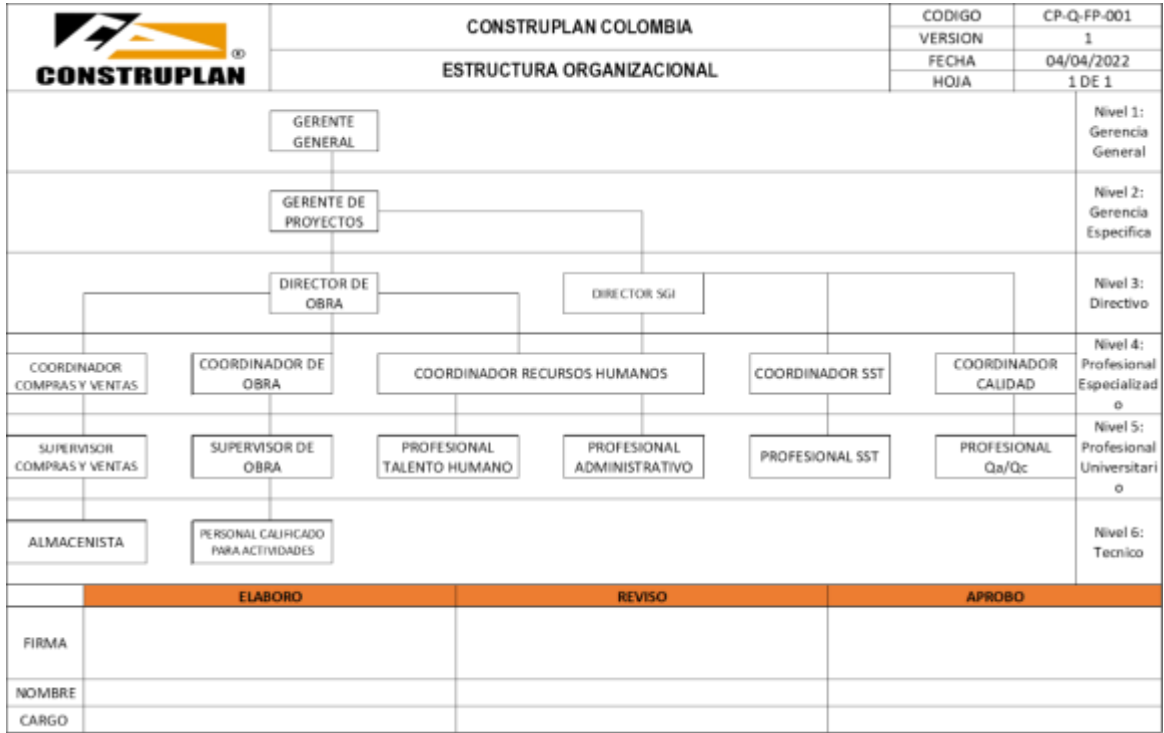 CONSTRUPLAN
®
CONSTRUPLAN COLOMBIA
ESTRUCTURA ORGANIZACIONAL
CODIGO CP-Q-FP-001
VERSION 1
FECHA 04/04/2022
HOJA 1 DE 1
GERENTE
GENERAL
Nivel 1:
Gerencia
General
GERENTE DE
PROYECTOS
Nivel 2:
Gerencia
Especifica
DIRECTOR DE
OBRA
DIRECTOR SGI
Nivel 3:
Directivo
COORDINADOR
COMPRAS Y VENTAS
COORDINADOR DE
OBRA
COORDINADOR RECURSOS HUMANOS
COORDINADOR SST
COORDINADOR
CALIDAD
Nivel 4:
Profesional
Especializad
o
SUPERVISOR
COMPRAS Y VENTAS
SUPERVISOR DE
OBRA
PROFESIONAL
TALENTO HUMANO
PROFESIONAL
ADMINISTRATIVO
PROFESIONAL SST
PROFESIONAL
Qa/Qc
Nivel 5:
Profesional
Universitari
o
ALMACENISTA
PERSONAL CALIFICADO
PARA ACTIVIDADES
Nivel 6:
Tecnico
ELABORO REVISO APROBO
FIRMA
NOMBRE
CARGO